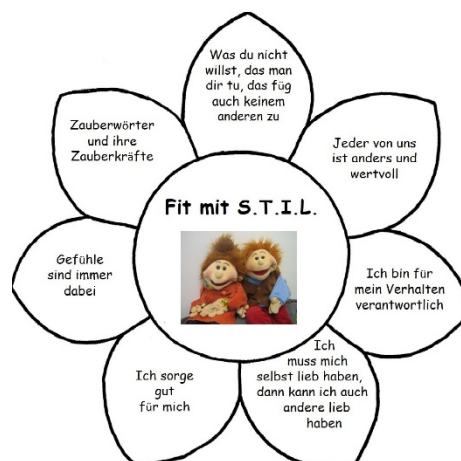 Was du nicht
willst, das man
dir tu, das füg
auch keinem
anderen zu
Jeder von uns
ist anders und
wertvoll
Ich bin für
mein Verhalten
verantwortlich
Ich
muss mich
selbst lieb haben,
dann kann ich auch
andere lieb
haben
Ich sorge
gut
für mich
Gefühle
sind immer
dabei
Zauberwörter
und ihre
Zauberkräfte
Fit mit S.T.I.L.